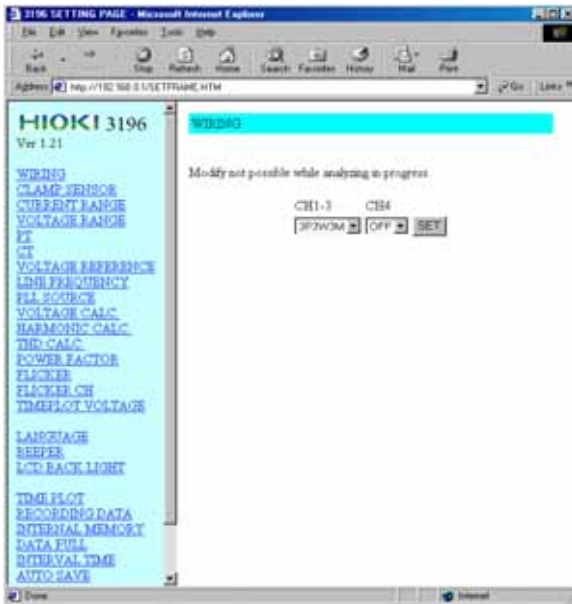 3196 SETTING PAGE - Microsoft Internet Explorer
File Edit View Favorites Tools Help
Back Stop Refresh Home Search Favorites History Mail Print
Address http://192.168.0.1/SETFRAME.HTM Go Links
HIOKI 3196
Ver 1.21
WIRING
CLAMP SENSOR
CURRENT RANGE
VOLTAGE RANGE
PT
CT
VOLTAGE REFERENCE
LINE FREQUENCY
PLL SOURCE
VOLTAGE CALC.
HARMONIC CALC.
THD CALC.
POWER FACTOR
FLICKER
FLICKER CH
TIMEPLOT VOLTAGE
LANGUAGE
BEEPER
LCD BACK LIGHT
TIME PLOT
RECORDING DATA
INTERNAL MEMORY
DATA FULL
INTERVAL TIME
AUTO SAVE
WIRING
Modify not possible while analyzing in progress.
CH1-3 CH4
3P3W3M OFF SET
Done Internet